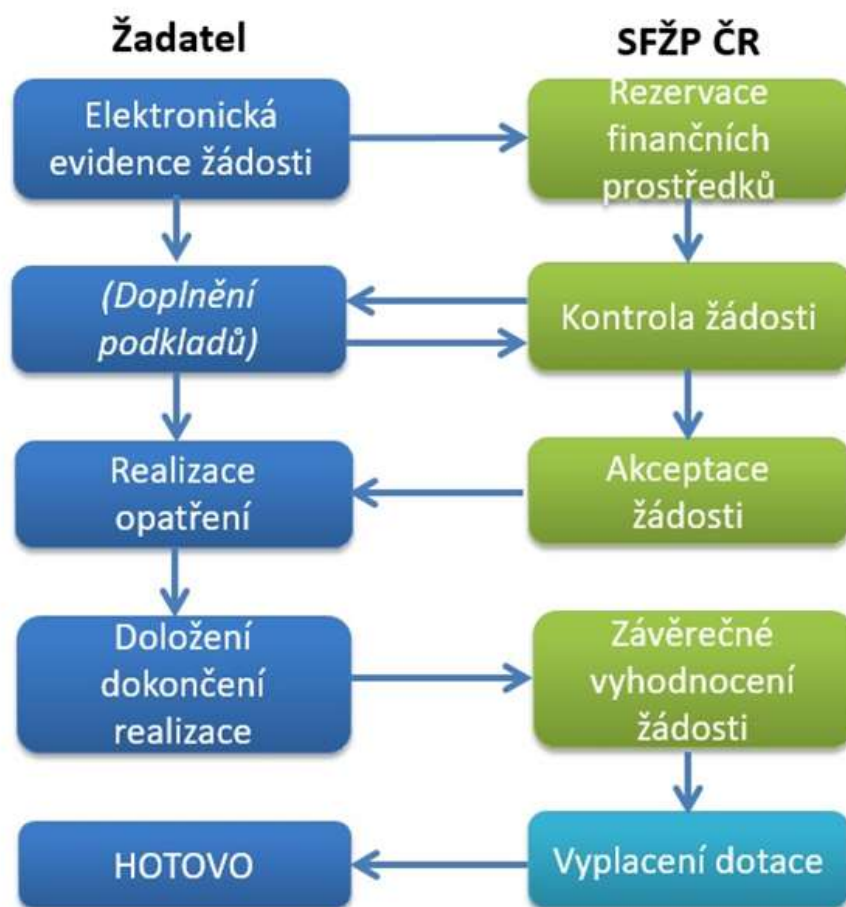 Žadatel
SFŽP ČR
Elektronická
evidence žádosti
Rezervace
finančních
prostředků
(Doplnění
podkladů)
Kontrola žádosti
Realizace
opatření
Akceptace
žádosti
Doložení
dokončení
realizace
Závěrečné
vyhodnocení
žádosti
HOTOVO
Vyplacení dotace